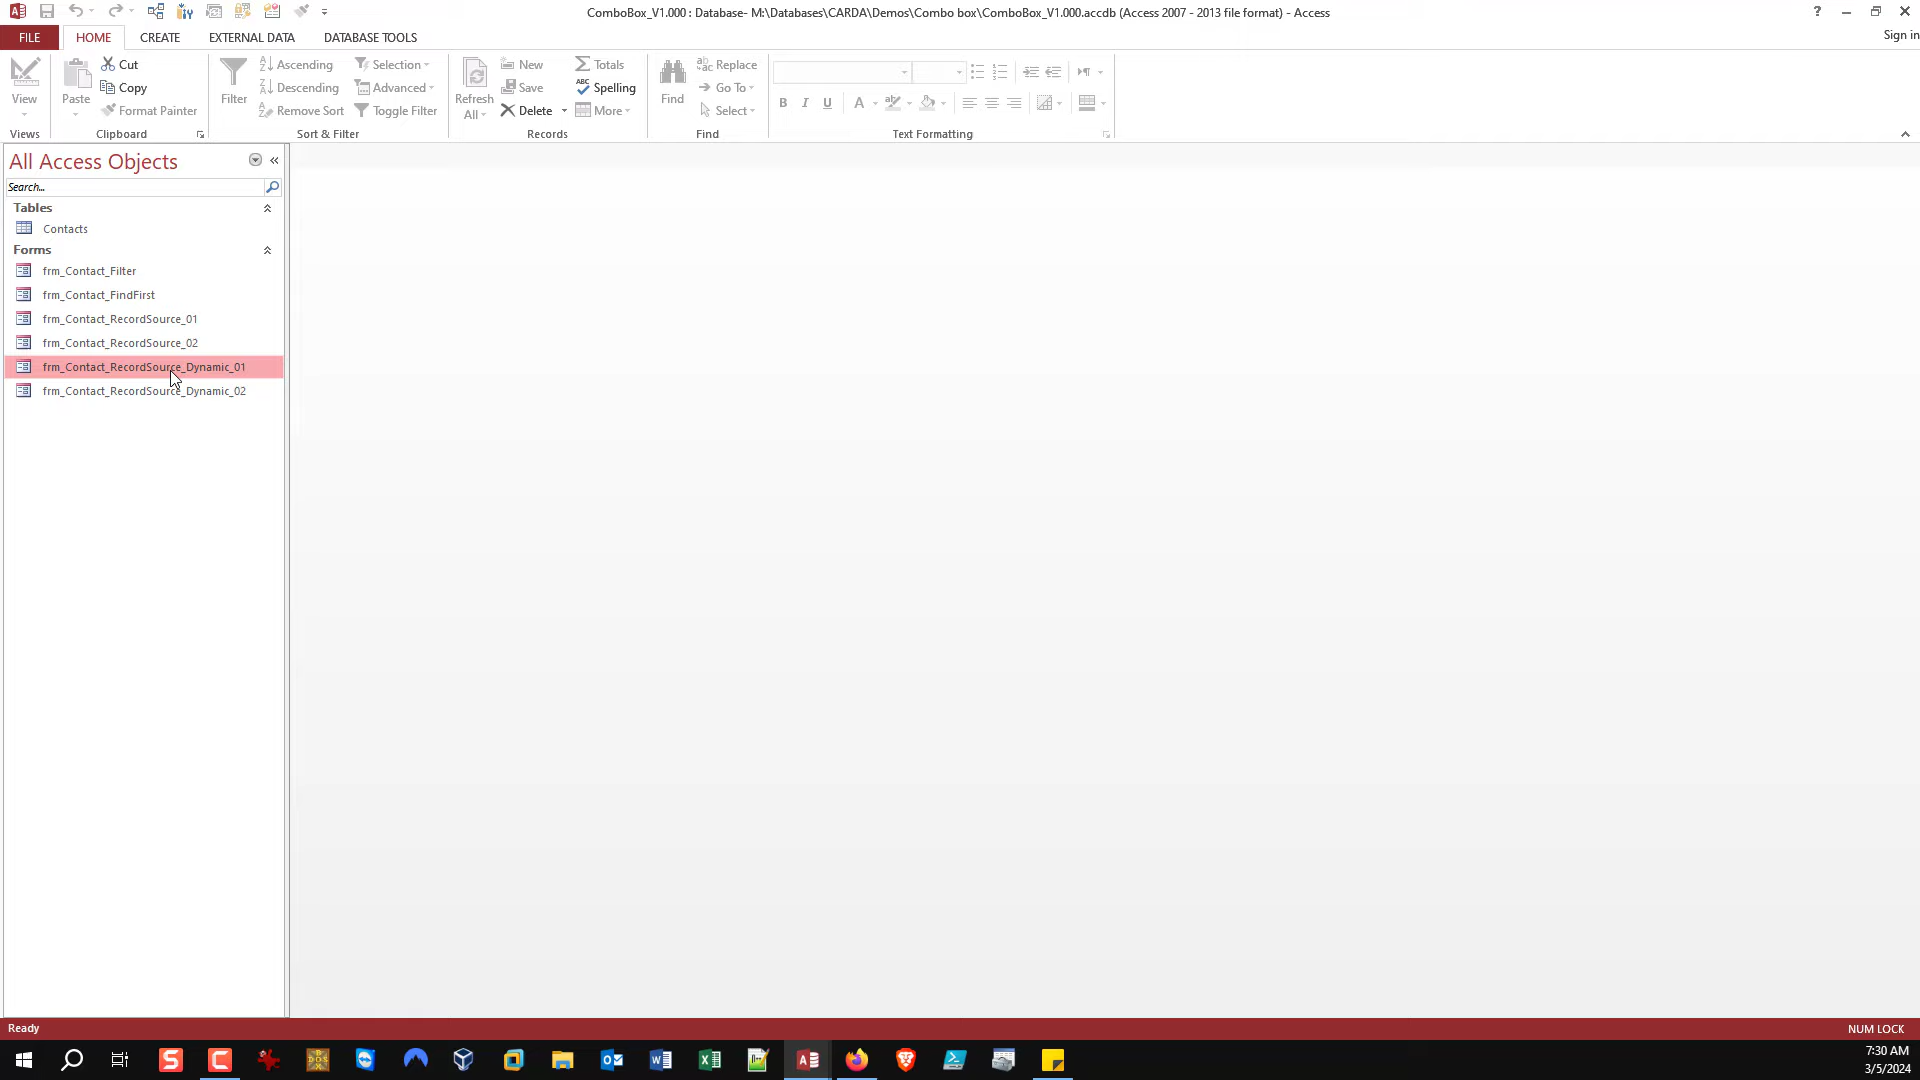 ComboBox_V1.000 : Database- M:\Databases\CARDA\Demos\Combo box\ComboBox_V1.000.accdb (Access 2007 - 2013 file format) - Access
?
FILE HOME CREATE EXTERNAL DATA DATABASE TOOLS
Sign in
View
Views
Paste
Cut
Copy
Format Painter
Clipboard
Filter
Ascending
Descending
Remove Sort
Selection
Advanced
Toggle Filter
Sort & Filter
Refresh
All
New
Save
Delete
Totals
Spelling
More
Records
Find
Replace
Go To
Select
Find
B I U A
Text Formatting
All Access Objects
Search...
Tables
Contacts
Forms
frm_Contact_Filter
frm_Contact_FindFirst
frm_Contact_RecordSource_01
frm_Contact_RecordSource_02
frm_Contact_RecordSource_Dynamic_01
frm_Contact_RecordSource_Dynamic_02
Ready
NUM LOCK
7:30 AM
3/5/2024